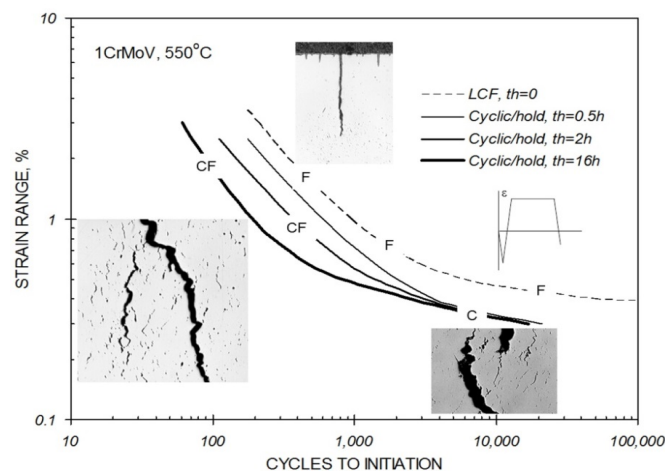 10%
1CrMoV, 550°C
LCF, th=0
Cyclic/hold, th=0.5h
Cyclic/hold, th=2h
Cyclic/hold, th=16h
F
CF
F
ε
STRAIN RANGE, %
1
CF
F
F
C
0.1
10
100
1,000
10,000
100,000
CYCLES TO INITIATION